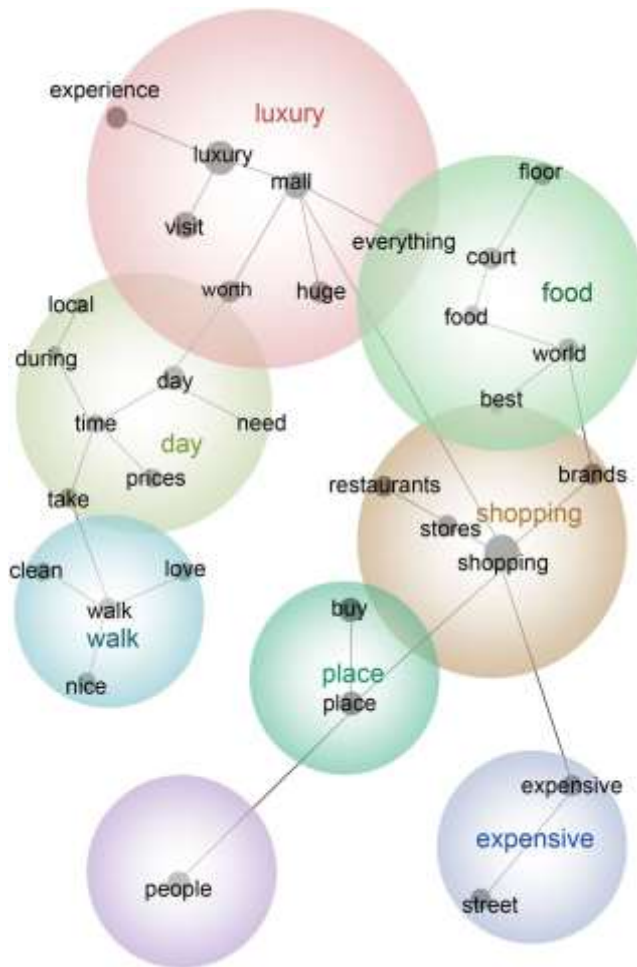 experience
luxury
luxury
mall
floor
visit
everything
court
worth
huge
food
local
food
during
day
world
best
time
need
day
prices
restaurants
brands
take
shopping
stores
clean
love
shopping
walk
buy
walk
place
nice
place
expensive
expensive
people
street